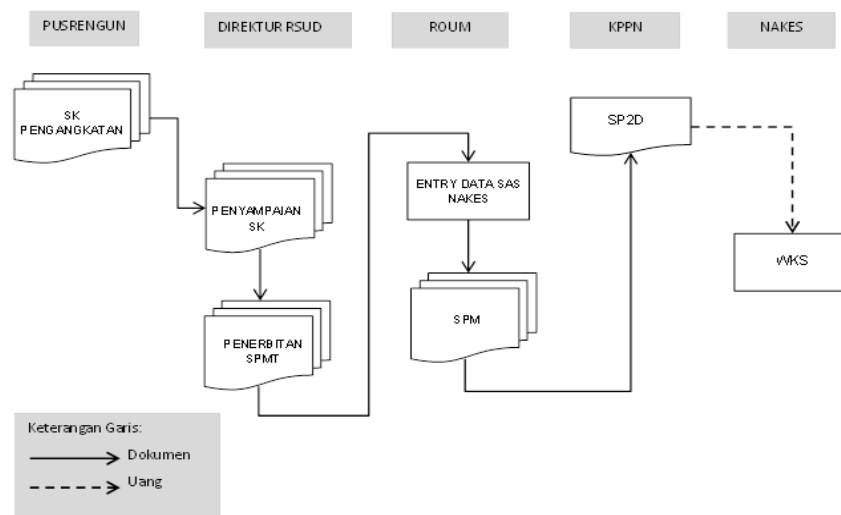 PUSRENGUN
DIREKTUR RSUD
ROUM
KPPN
NAKES
SK
PENGANGKATAN
PENYAMPAIAN
SK
PENERBITAN
SPMT
ENTRY DATA SAS
NAKES
SPM
SP2D
WKS
Keterangan Garis:
Dokumen
Uang